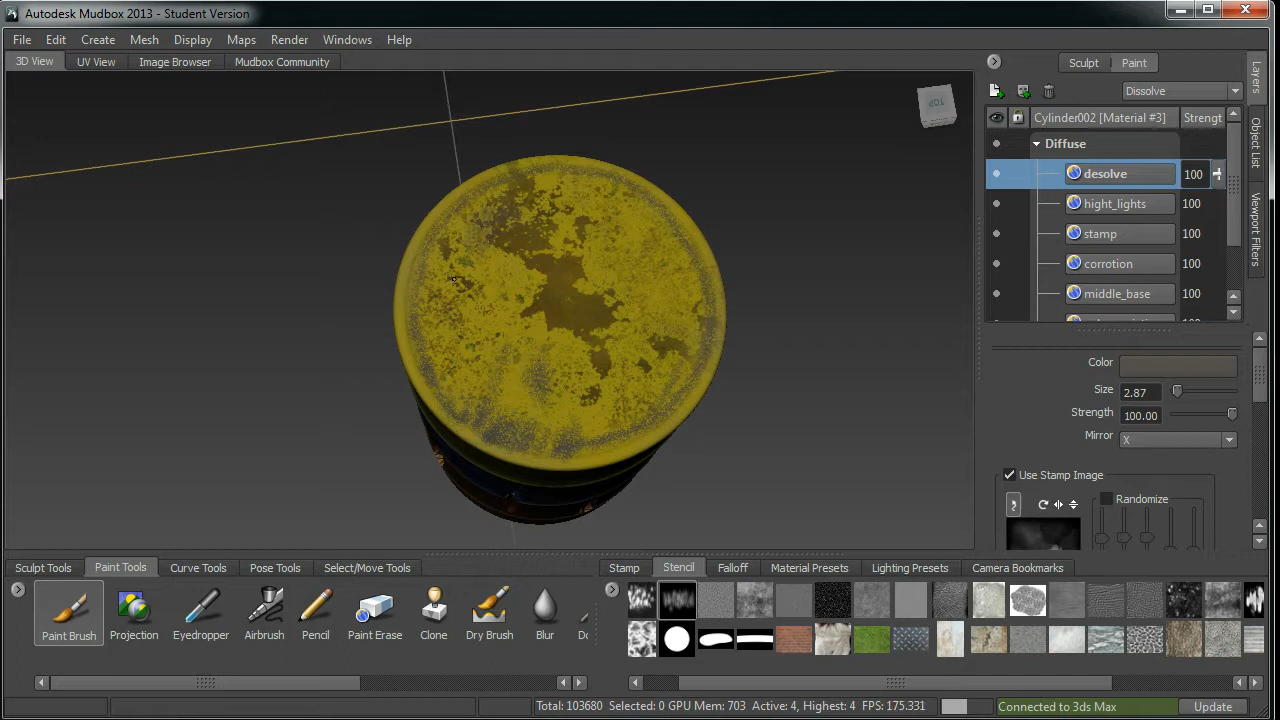 Autodesk Mudbox 2013 - Student Version
File Edit Create Mesh Display Maps Render Windows Help
3D View UV View Image Browser Mudbox Community
Sculpt Paint
Dissolve
Cylinder002 [Material #3] Strengt
Diffuse
desolve 100
hight_lights 100
stamp 100
corrotion 100
middle_base 100
Layers
Object List
Viewport Filters
TOP
Color
Size 2.87
Strength 100.00
Mirror X
Use Stamp Image
Randomize
Sculpt Tools Paint Tools Curve Tools Pose Tools Select/Move Tools
Stamp Stencil Falloff Material Presets Lighting Presets Camera Bookmarks
Paint Brush Projection Eyedropper Airbrush Pencil Paint Erase Clone Dry Brush Blur
Total: 103680 Selected: 0 GPU Mem: 703 Active: 4, Highest: 4 FPS: 175.331
Connected to 3ds Max Update